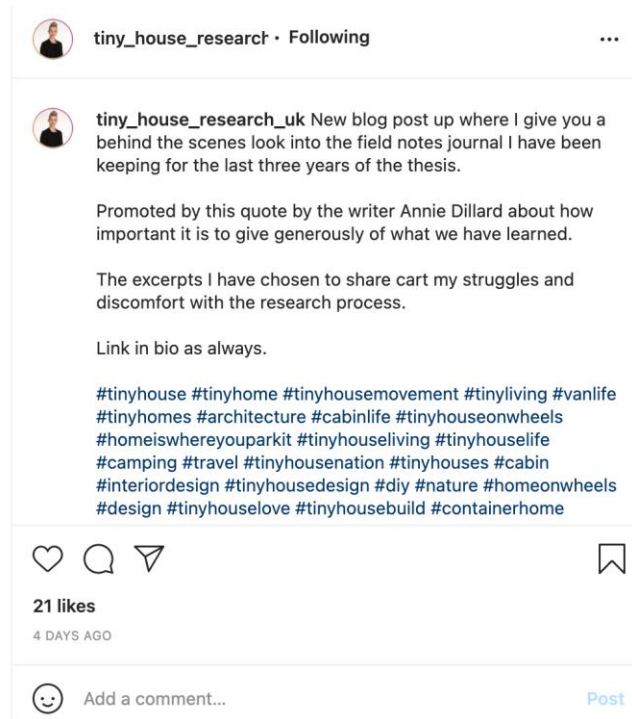 tiny_house_research · Following
tiny_house_research_uk New blog post up where I give you a
behind the scenes look into the field notes journal I have been
keeping for the last three years of the thesis.
Promoted by this quote by the writer Annie Dillard about how
important it is to give generously of what we have learned.
The excerpts I have chosen to share cart my struggles and
discomfort with the research process.
Link in bio as always.
#tinyhouse #tinyhome #tinyhousemovement #tinyliving #vanlife
#tinyhomes #architecture #cabinlife #tinyhouseonwheels
#homeiswhereyouparkit #tinyhouseliving #tinyhouselife
#camping #travel #tinyhousenation #tinyhouses #cabin
#interiordesign #tinyhousedesign #diy #nature #homeonwheels
#design #tinyhouselove #tinyhousebuild #containerhome
21 likes
4 DAYS AGO
Add a comment... Post